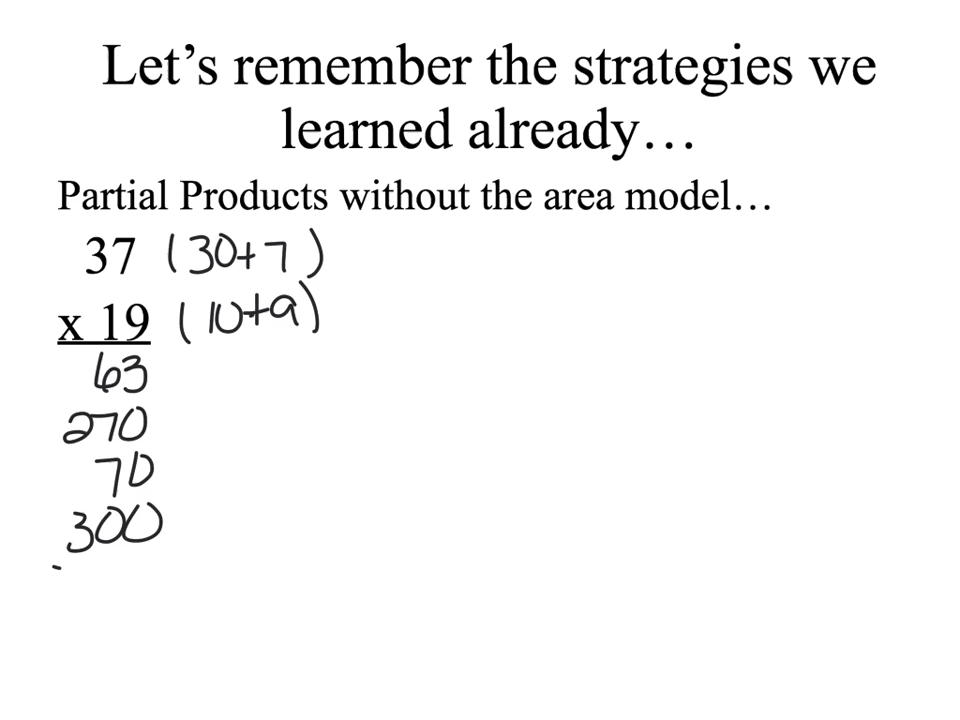 Let’s remember the strategies we
learned already…
Partial Products without the area model…
37 (30+7)
x 19 (10+9)
63
270
70
300